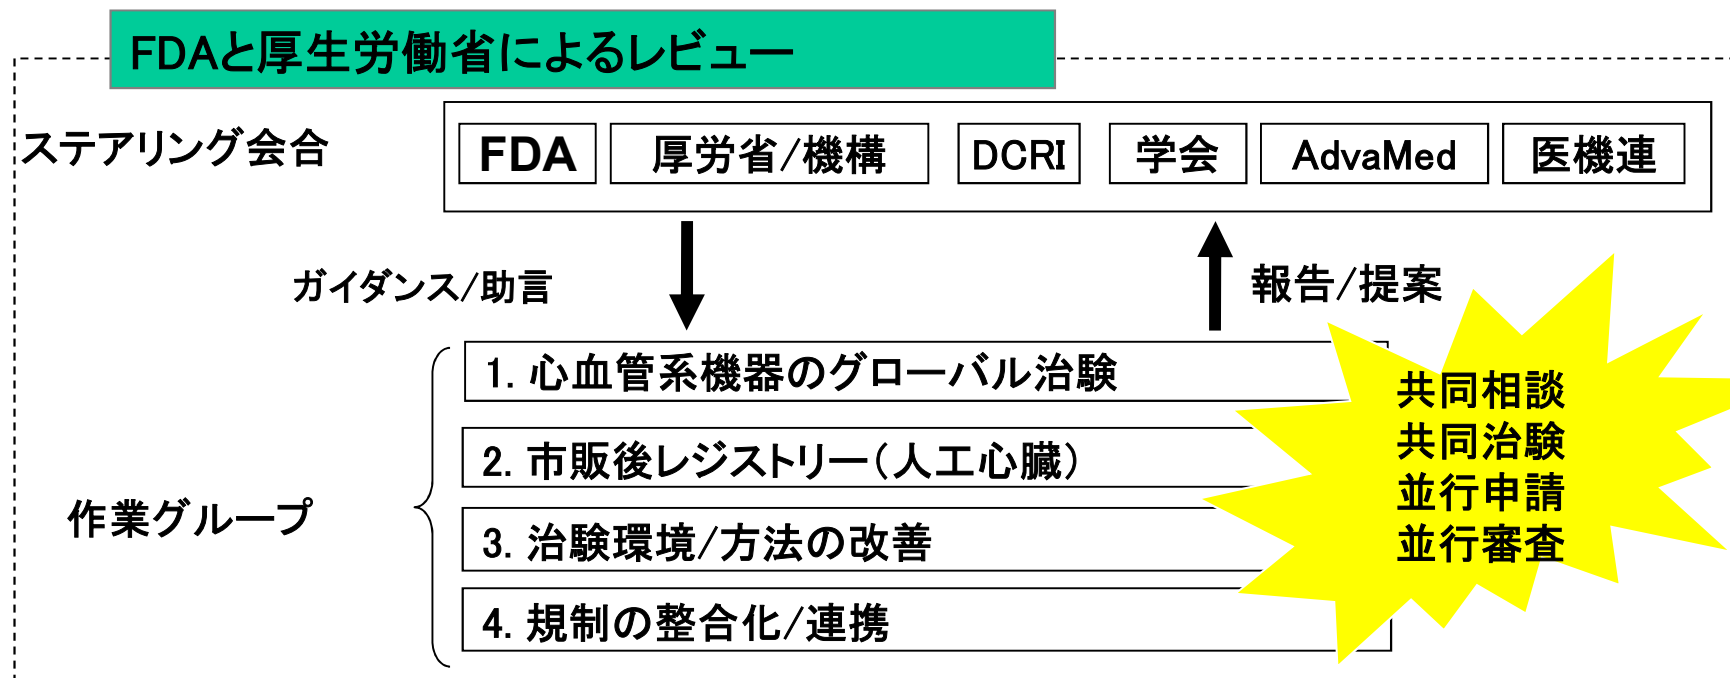 FDAと厚生労働省によるレビュー
ステアリング会合
FDA
厚労省/機構
DCRI
学会
AdvaMed
医機連
ガイダンス/助言
報告/提案
作業グループ
1. 心血管系機器のグローバル治験
2. 市販後レジストリー(人工心臓)
3. 治験環境/方法の改善
4. 規制の整合化/連携
共同相談
共同治験
並行申請
並行審査